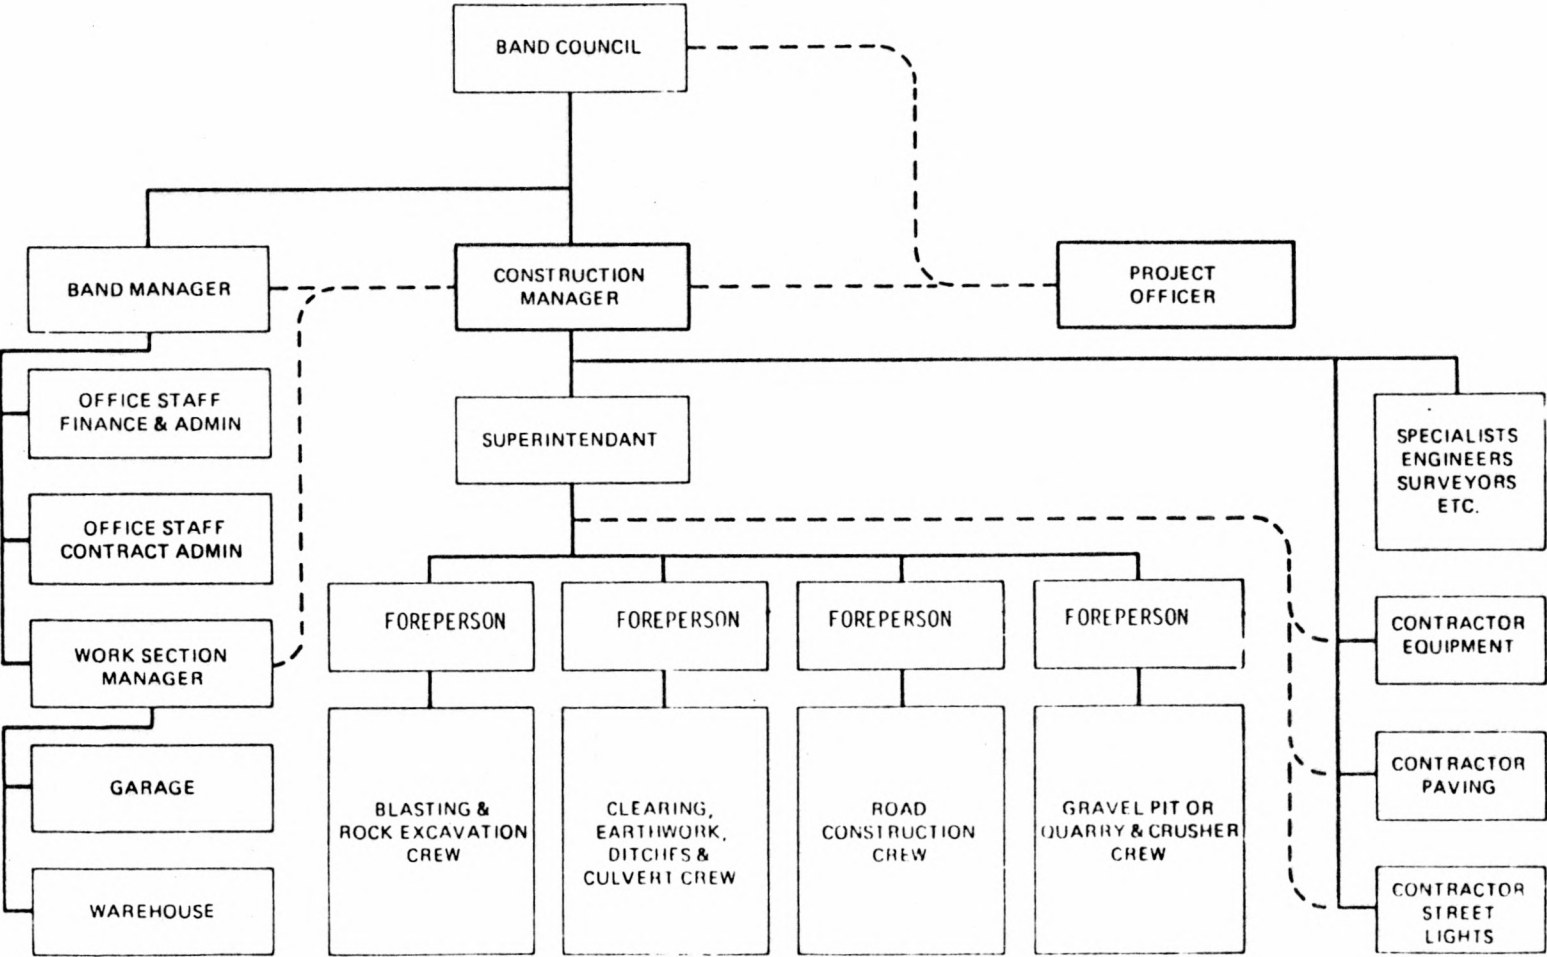 BAND COUNCIL
BAND MANAGER
CONSTRUCTION
MANAGER
PROJECT
OFFICER
OFFICE STAFF
FINANCE & ADMIN
SUPERINTENDANT
SPECIALISTS
ENGINEERS
SURVEYORS
ETC.
OFFICE STAFF
CONTRACT ADMIN
WORK SECTION
MANAGER
FOREPERSON
FOREPERSON
FOREPERSON
FOREPERSON
CONTRACTOR
EQUIPMENT
GARAGE
BLASTING &
ROCK EXCAVATION
CREW
CLEARING,
EARTHWORK,
DITCHES &
CULVERT CREW
ROAD
CONSTRUCTION
CREW
GRAVEL PIT OR
QUARRY & CRUSHER
CREW
CONTRACTOR
PAVING
WAREHOUSE
CONTRACTOR
STREET
LIGHTS